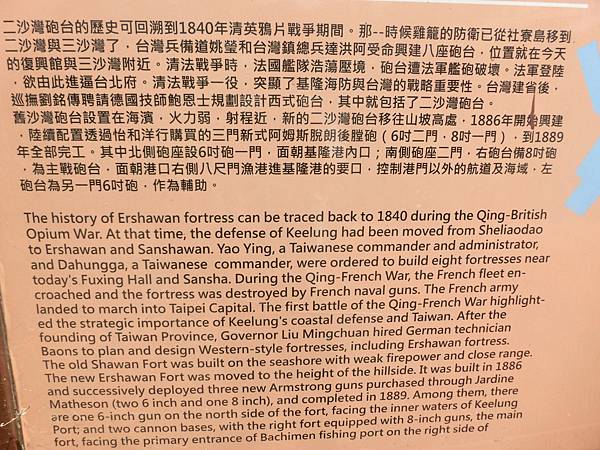 二沙灣砲台的歷史可回溯到1840年清英鴉片戰爭期間。那--時候雞籠的防衛已從社寮島移到
二沙灣與三沙灣了，台灣兵備道姚瑩和台灣鎮總兵達洪阿受命興建八座砲台，位置就在今天
的復興館與三沙灣附近。清法戰爭時，法國艦隊浩蕩壓境，砲台遭法軍艦砲破壞。法軍登陸
，欲由此進逼台北府。清法戰爭一役，突顯了基隆海防與台灣的戰略重要性。台灣建省後，
巡撫劉銘傳聘請德國技師鮑恩士規劃設計西式砲台，其中就包括了二沙灣砲台。
舊沙灣砲台設置在海濱，火力弱，射程近，新的二沙灣砲台移往山坡高處，1886年開始興建
，陸續配置透過怡和洋行購買的三門新式阿姆斯脫朗後膛砲（6吋二門，8吋一門），到1889
年全部完工。其中北側砲座設6吋砲一門，面朝基隆港內口；南側砲座二門，右砲台備8吋砲
，為主戰砲台，面朝港口右側八尺門漁港進基隆港的要口，控制港門以外的航道及海域，左
砲台為另一門6吋砲，作為輔助。
The history of Ershawan fortress can be traced back to 1840 during the Qing-British
Opium War. At that time, the defense of Keelung had been moved from Sheliaodao
to Ershawan and Sanshawan. Yao Ying, a Taiwanese commander and administrator,
and Dahungga, a Taiwanese commander, were ordered to build eight fortresses near
today's Fuxing Hall and Sansha. During the Qing-French War, the French fleet en-
croached and the fortress was destroyed by French naval guns. The French army
landed to march into Taipei Capital. The first battle of the Qing-French War highlight-
ed the strategic importance of Keelung's coastal defense and Taiwan. After the
founding of Taiwan Province, Governor Liu Mingchuan hired German technician
Baons to plan and design Western-style fortresses, including Ershawan fortress.
The old Shawan Fort was built on the seashore with weak firepower and close range.
The new Ershawan Fort was moved to the height of the hillside. It was built in 1886
and successively deployed three new Armstrong guns purchased through Jardine
Matheson (two 6 inch and one 8 inch), and completed in 1889. Among them, there
are one 6-inch gun on the north side of the fort, facing the inner waters of Keelung
Port; and two cannon bases, with the right fort equipped with 8-inch guns, the main
fort, facing the primary entrance of Bachimen fishing port on the right side of